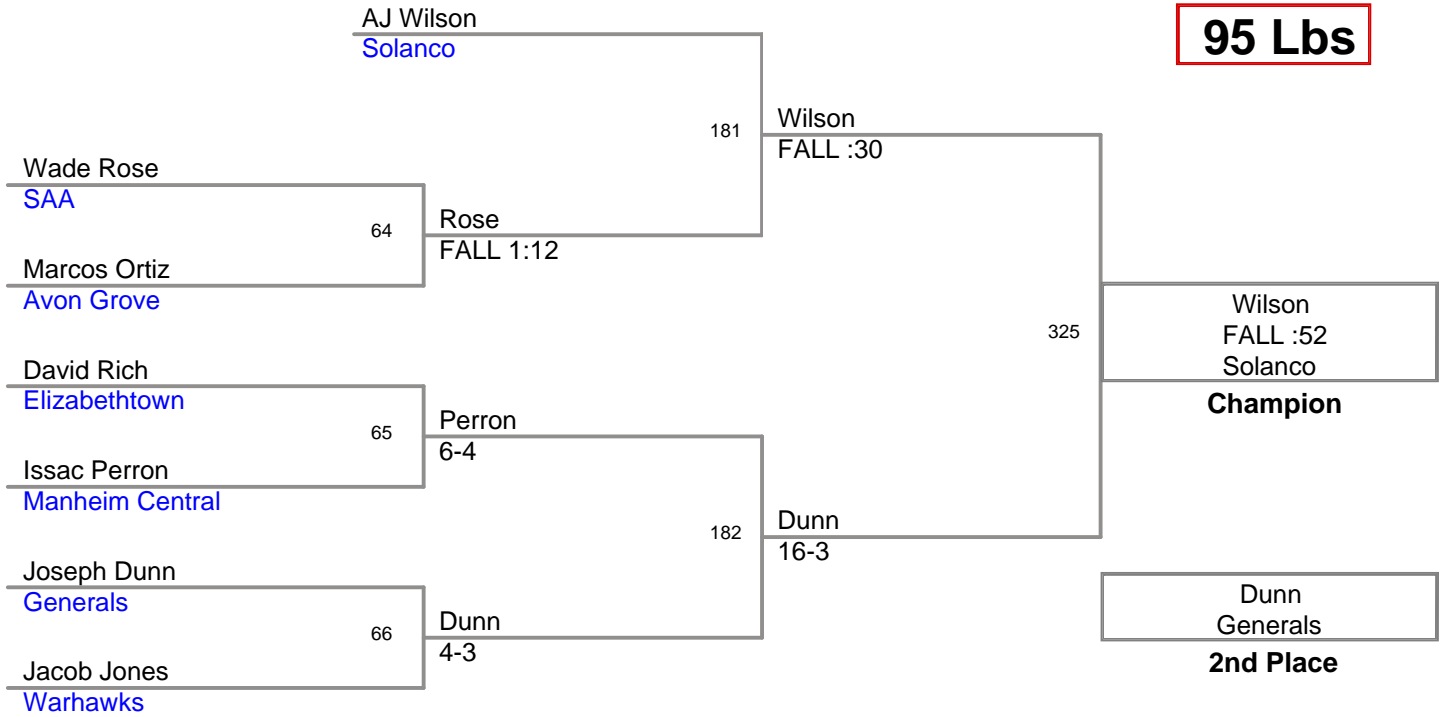 AJ Wilson
Solanco
95 Lbs
181
Wilson
FALL :30
Wade Rose
SAA
64
Rose
FALL 1:12
Marcos Ortiz
Avon Grove
325
Wilson
FALL :52
Solanco
Champion
David Rich
Elizabethtown
65
Perron
6-4
Issac Perron
Manheim Central
182
Dunn
16-3
Joseph Dunn
Generals
66
Dunn
4-3
Jacob Jones
Warhawks
Dunn
Generals
2nd Place